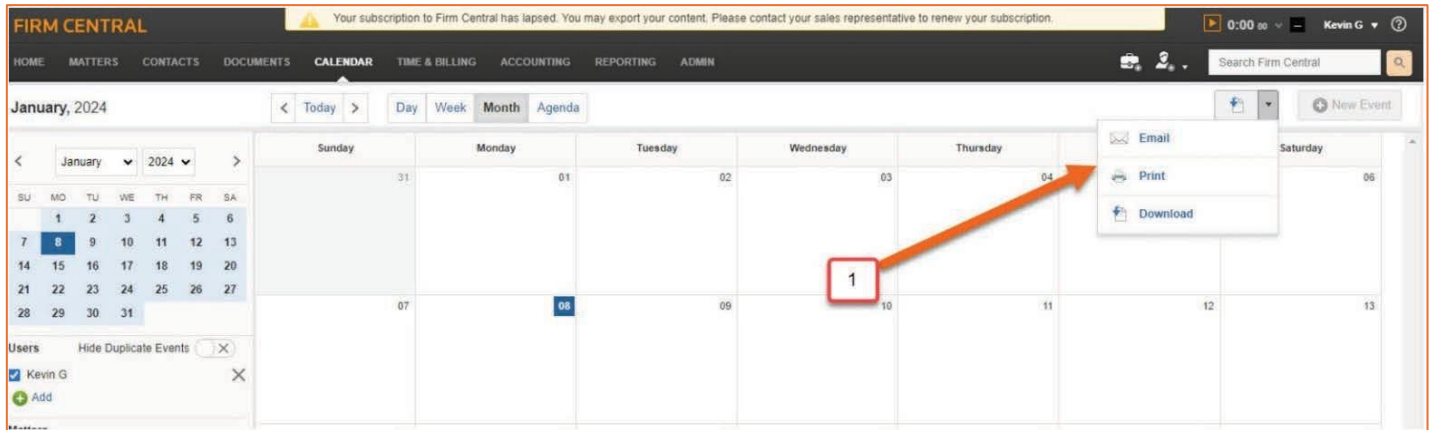 FIRM CENTRAL
Your subscription to Firm Central has lapsed. You may export your content. Please contact your sales representative to renew your subscription.
0:00 00
Kevin G
HOME MATTERS CONTACTS DOCUMENTS CALENDAR TIME & BILLING ACCOUNTING REPORTING ADMIN
Search Firm Central
January, 2024
< Today >
Day Week Month Agenda
New Event
Email
Print
Download
< January 2024 >
SU MO TU WE TH FR SA
1 2 3 4 5 6
7 8 9 10 11 12 13
14 15 16 17 18 19 20
21 22 23 24 25 26 27
28 29 30 31
Users Hide Duplicate Events
Kevin G
Add
Sunday Monday Tuesday Wednesday Thursday Saturday
31 01 02 03 04 06
1
07 08 09 10 11 12 13